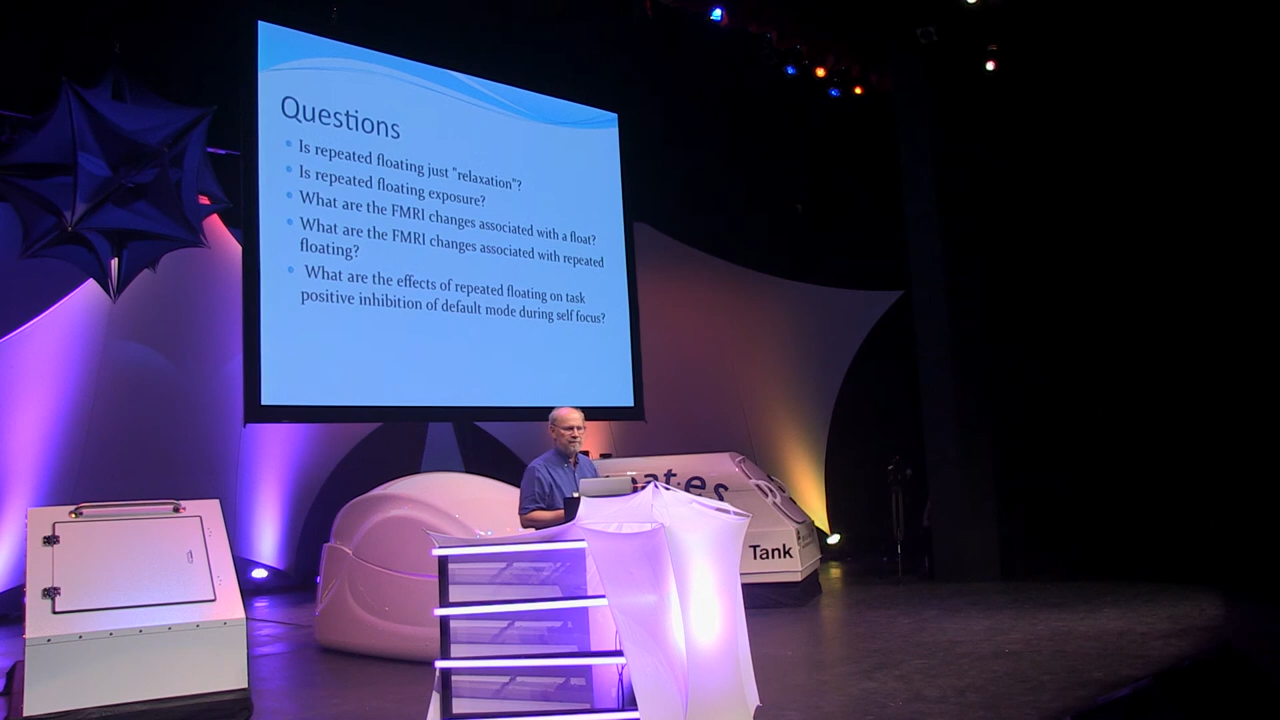 Questions
Is repeated floating just "relaxation"?
Is repeated floating exposure?
What are the FMRI changes associated with a float?
What are the FMRI changes associated with repeated
floating?
What are the effects of repeated floating on task
positive inhibition of default mode during self focus?
Tank